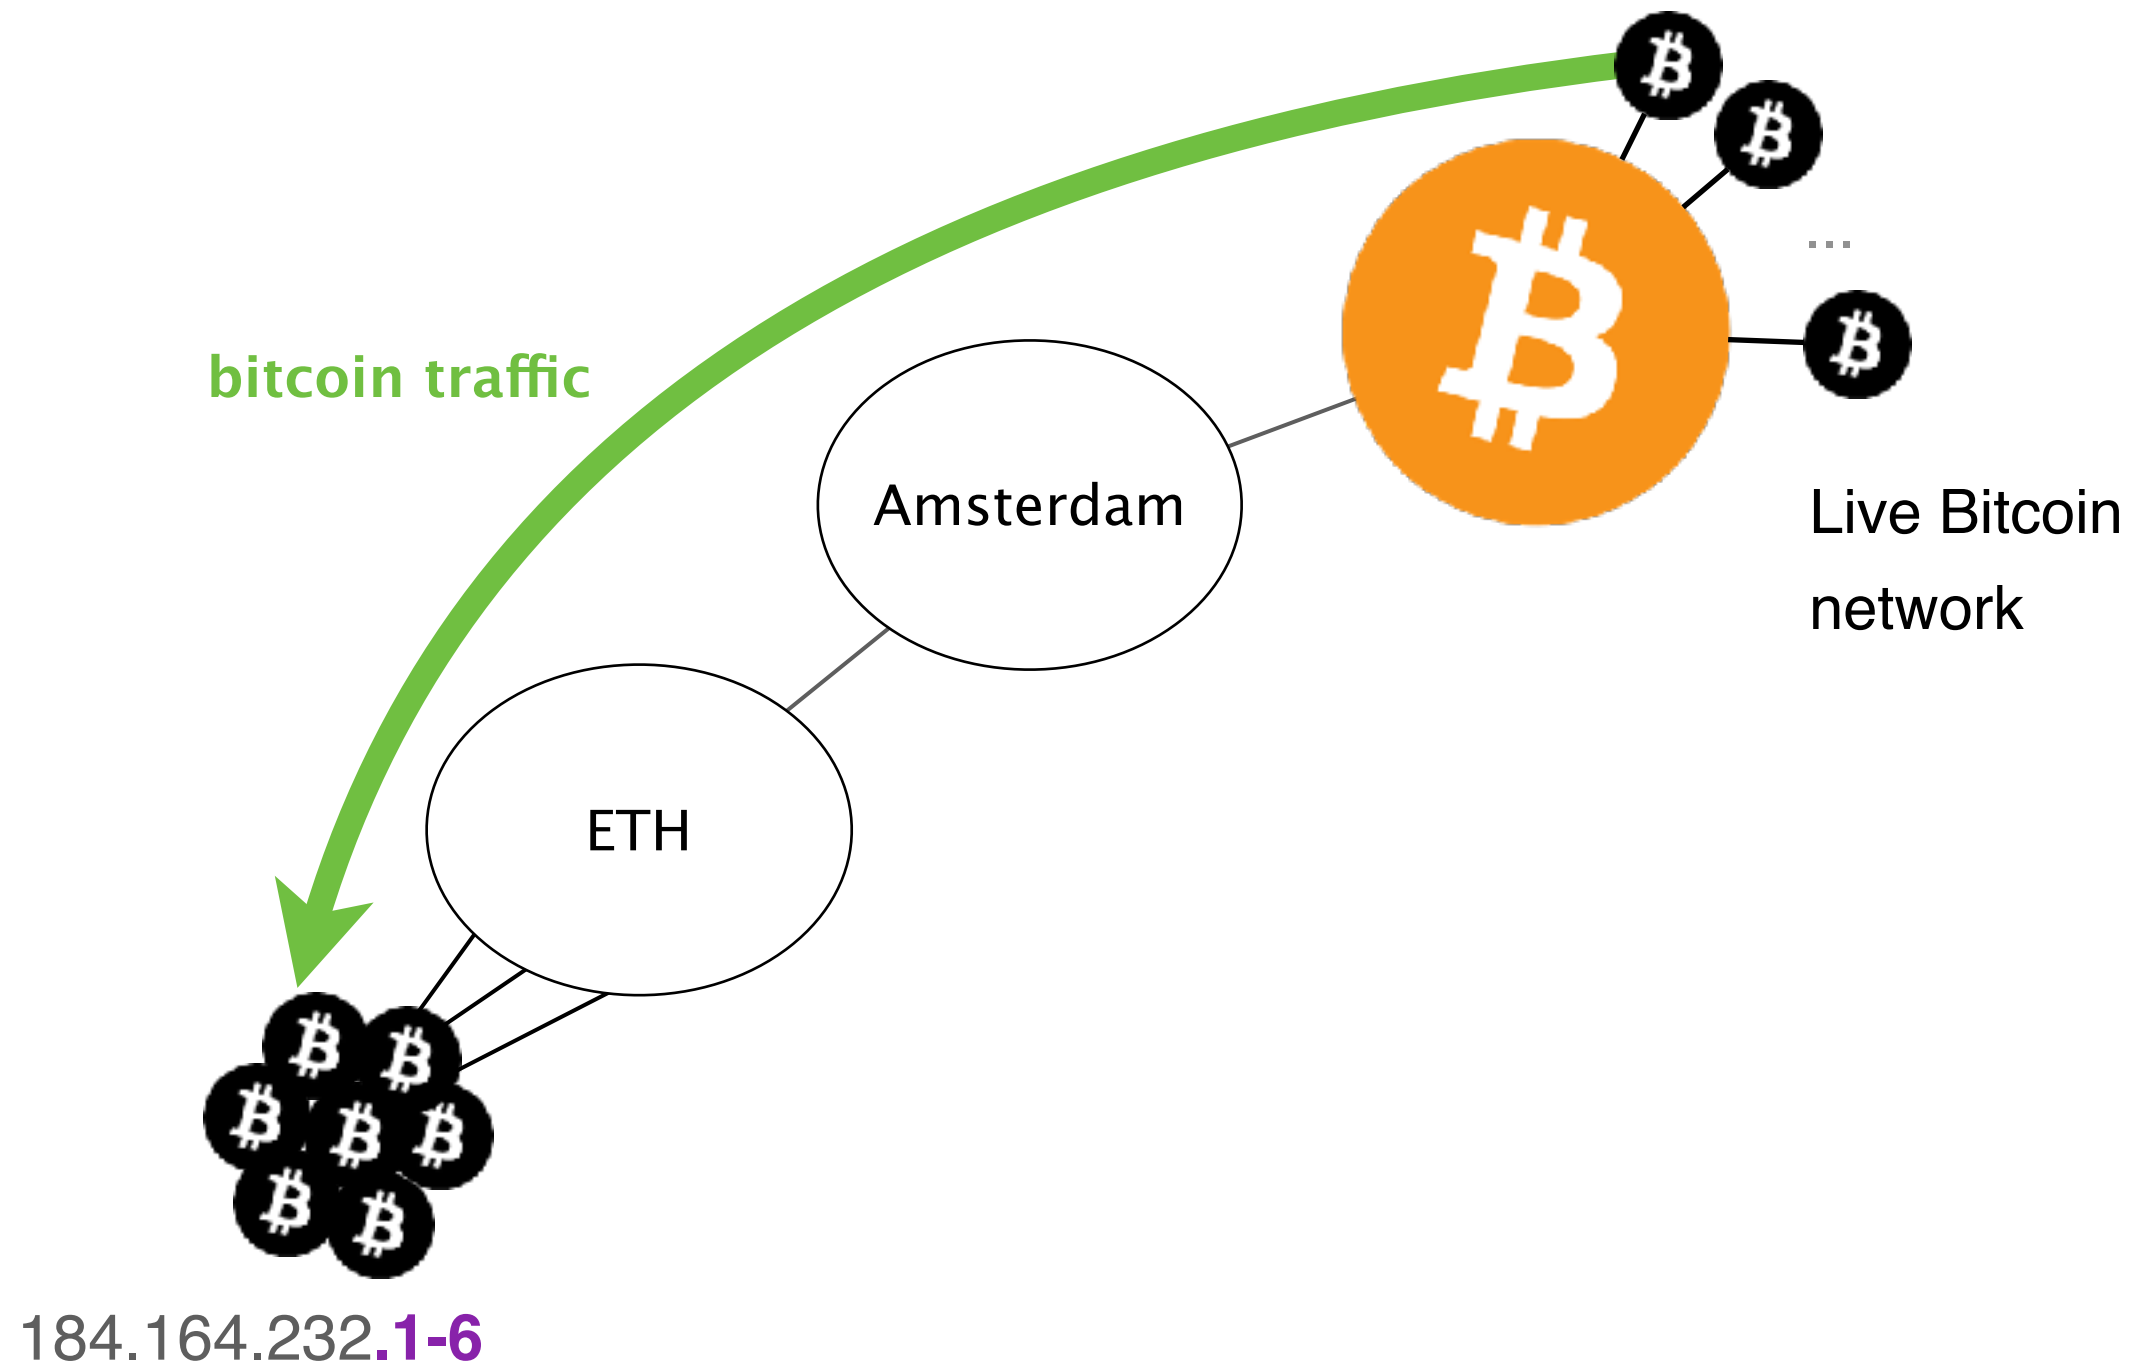 bitcoin traffic
...
Amsterdam
Live Bitcoin
network
ETH
184.164.232.1-6